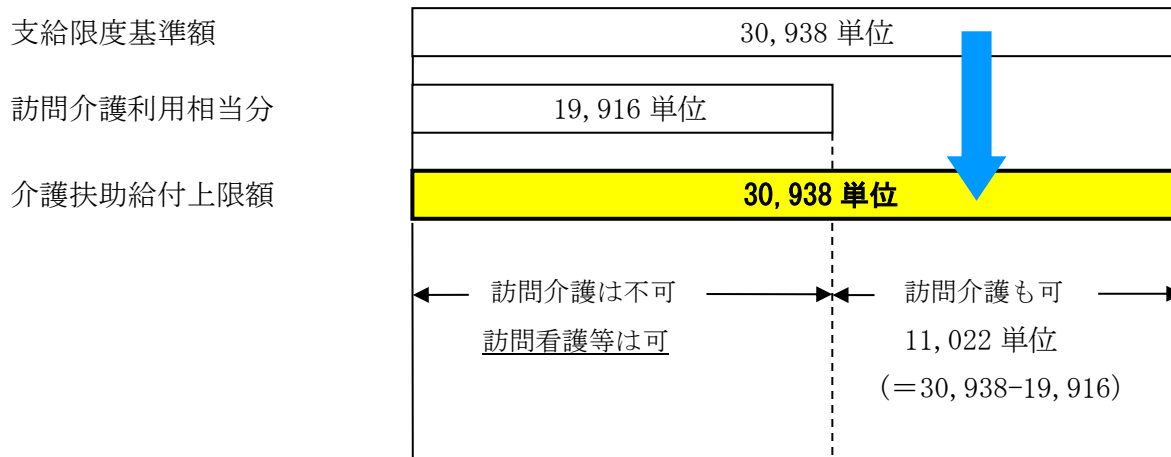 支給限度基準額
30,938 単位
訪問介護利用相当分
19,916 単位
介護扶助給付上限額
30,938 単位
訪問介護は不可
訪問介護も可
訪問看護等は可
11,022 単位
(＝30,938-19,916)